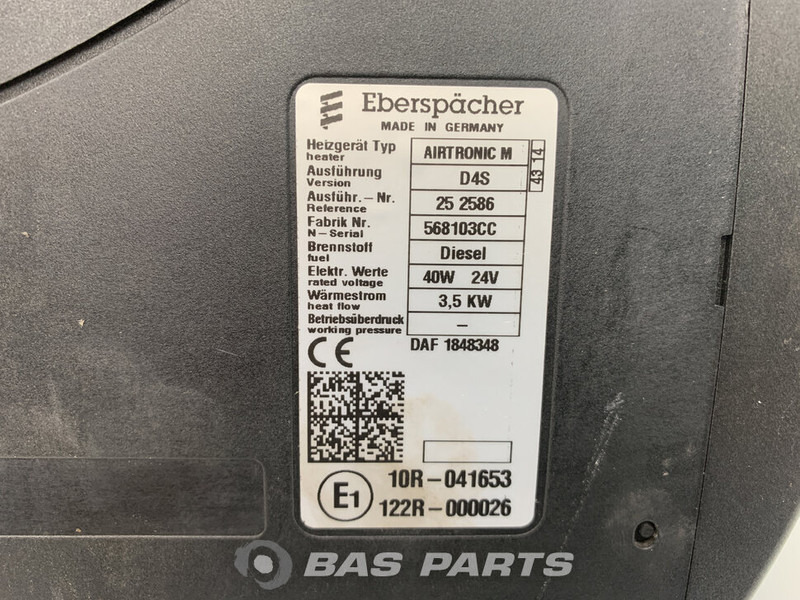 Eberspächer
MADE IN GERMANY
Heizgerät Typ
heater
AIRTRONIC M
43 14
Ausführung
Version
D4S
Ausführ.-Nr.
Reference
25 2586
Fabrik Nr.
N-Serial
568103CC
Brennstoff
fuel
Diesel
Elektr. Werte
rated voltage
40W 24V
Wärmestrom
heat flow
3,5 KW
Betriebsüberdruck
working pressure
–
CE
DAF 1848348
E1
10R-041653
122R-000026
BAS PARTS